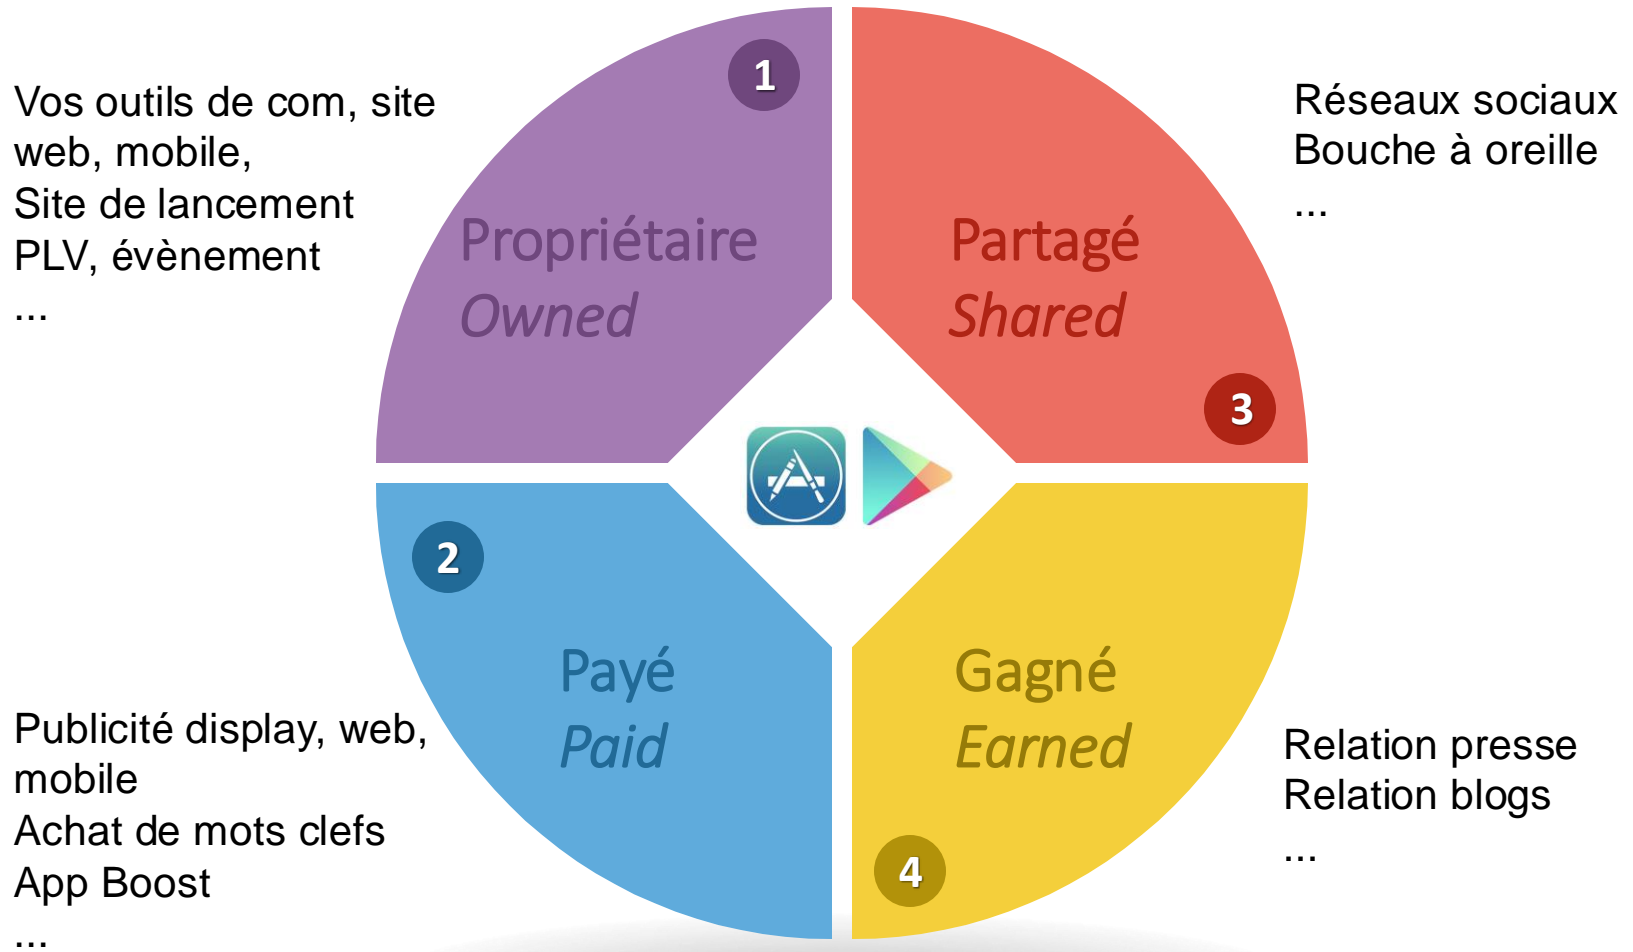 1
Vos outils de com, site
web, mobile,
Site de lancement
PLV, évènement
...
Propriétaire
Owned
2
Payé
Paid
Publicité display, web,
mobile
Achat de mots clefs
App Boost
...
Réseaux sociaux
Bouche à oreille
...
Partagé
Shared
3
Gagné
Earned
Relation presse
Relation blogs
...
4